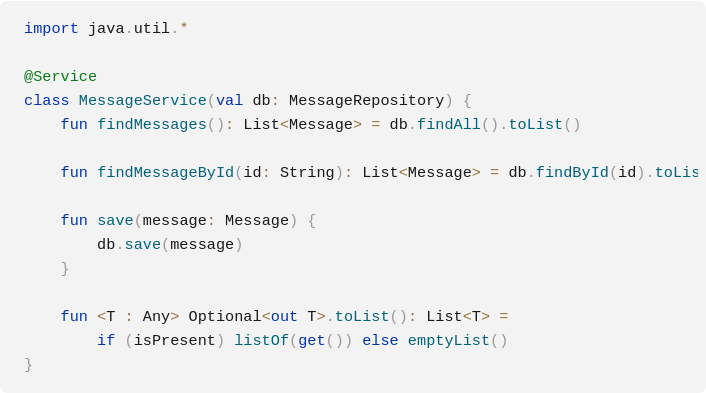 import java.util.*

@Service
class MessageService(val db: MessageRepository) {
    fun findMessages(): List<Message> = db.findAll().toList()

    fun findMessageById(id: String): List<Message> = db.findById(id).toLis

    fun save(message: Message) {
        db.save(message)
    }

    fun <T : Any> Optional<out T>.toList(): List<T> =
        if (isPresent) listOf(get()) else emptyList()
}